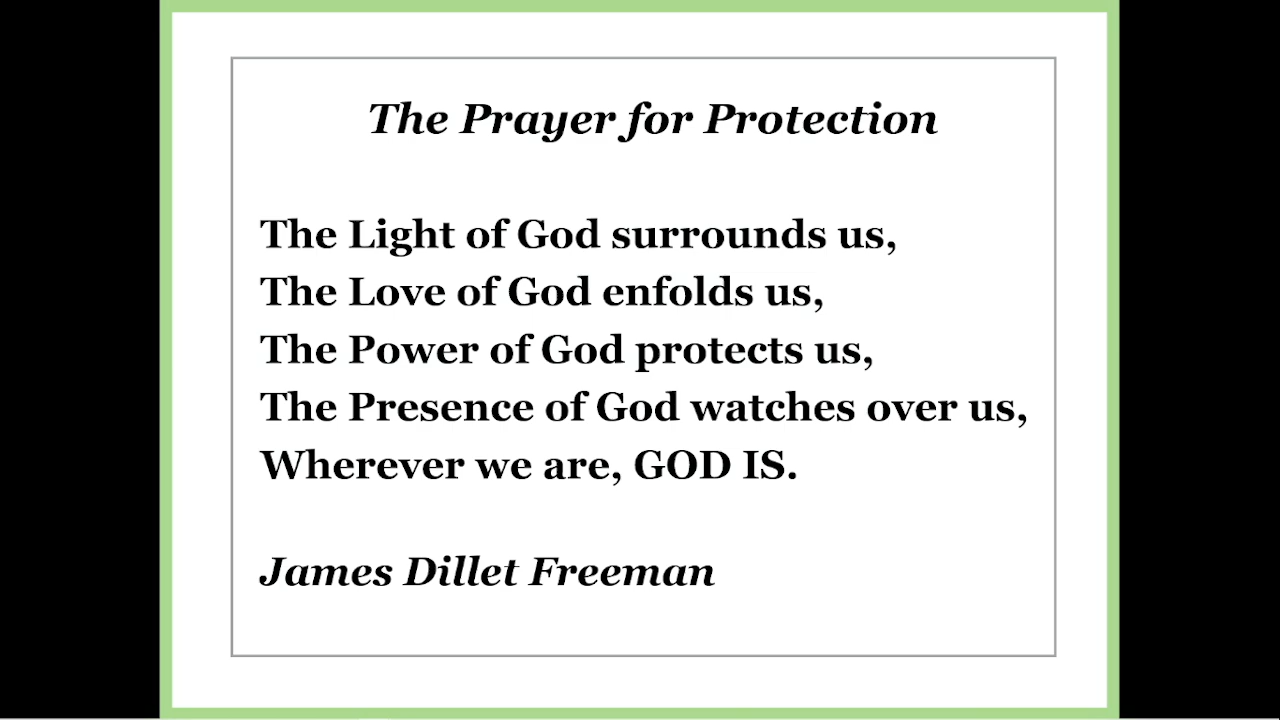 The Prayer for Protection
The Light of God surrounds us,
The Love of God enfolds us,
The Power of God protects us,
The Presence of God watches over us,
Wherever we are, GOD IS.
James Dillet Freeman